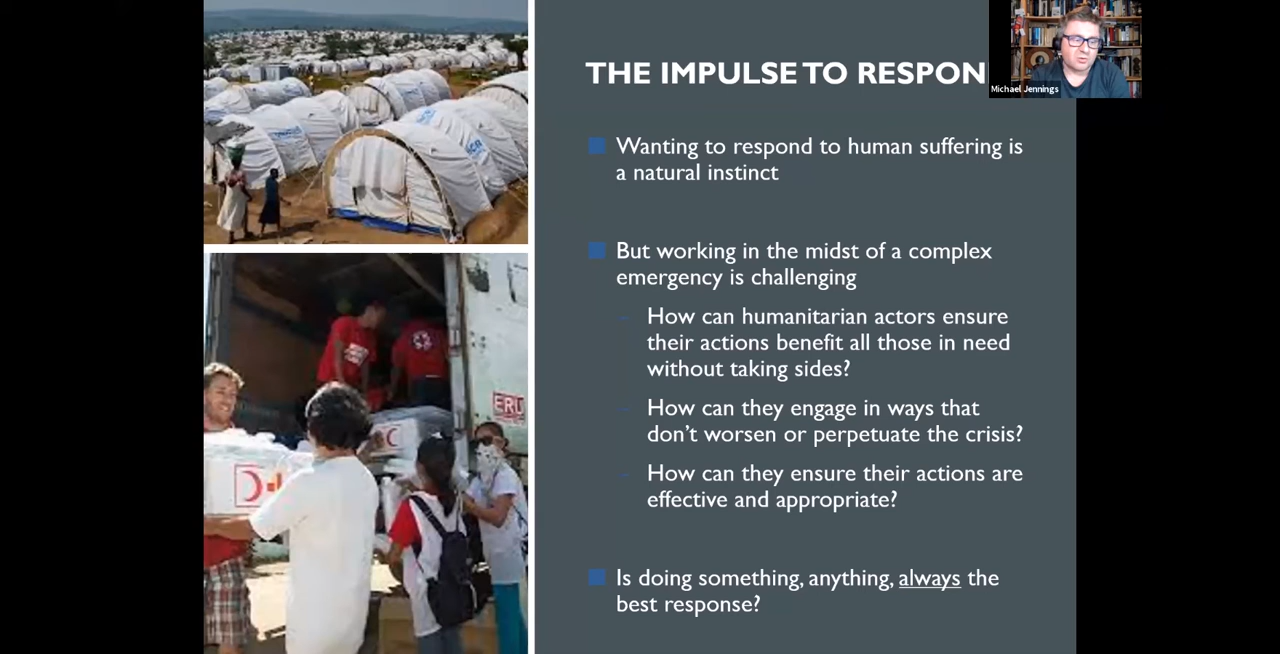 THE IMPULSE TO RESPON
Michael Jennings
Wanting to respond to human suffering is
a natural instinct
But working in the midst of a complex
emergency is challenging
– How can humanitarian actors ensure
their actions benefit all those in need
without taking sides?
– How can they engage in ways that
don’t worsen or perpetuate the crisis?
– How can they ensure their actions are
effective and appropriate?
Is doing something, anything, always the
best response?
ERU